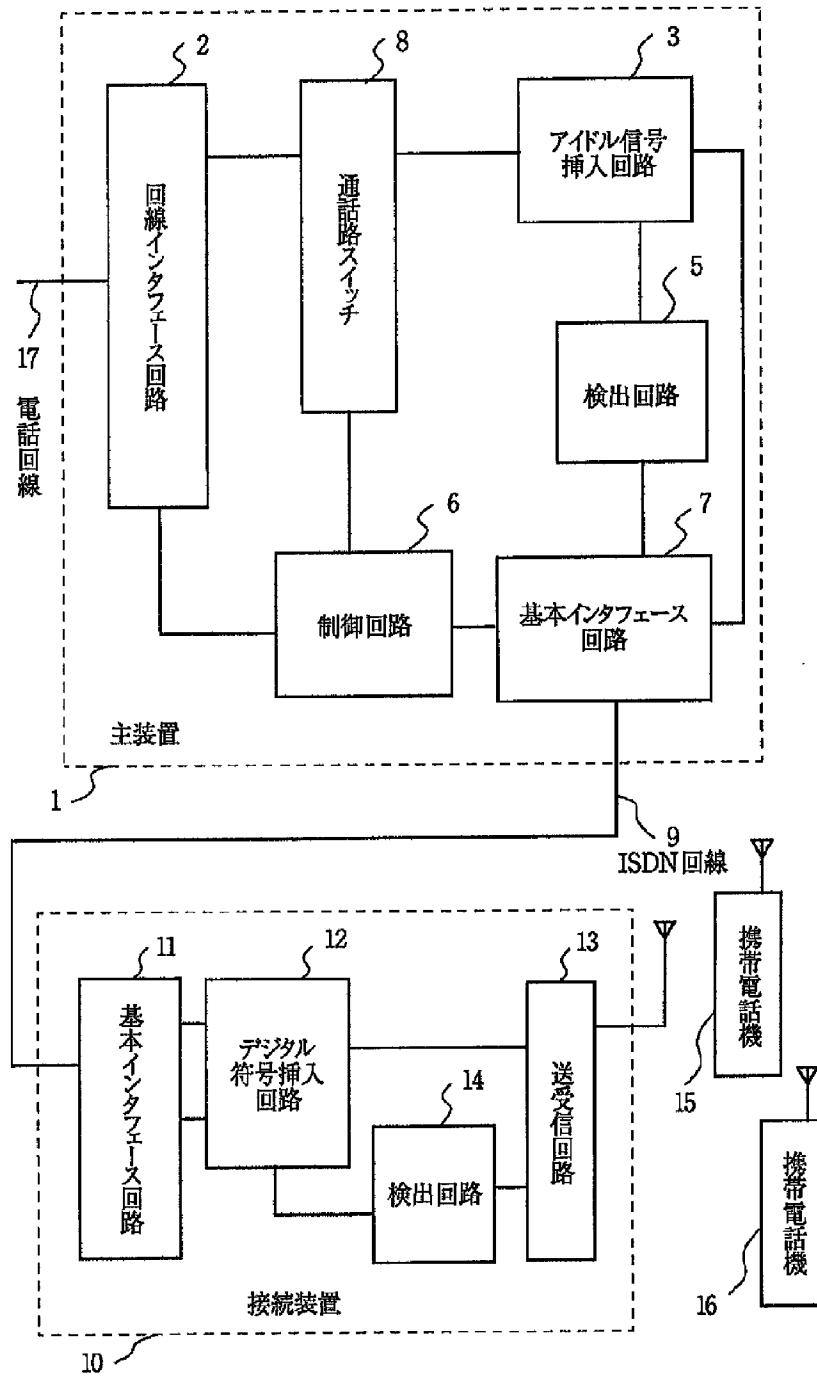 2
8
3
回線インタフェース回路
通話路スイッチ
アイドル信号
挿入回路
5
検出回路
17
電話回線
6
制御回路
7
基本インタフェース
回路
主装置
1
9
ISDN回線
11
基本インタフェース回路
12
デジタル
符号挿入
回路
13
送受信回路
14
検出回路
接続装置
10
携帯電話機
15
携帯電話機
16